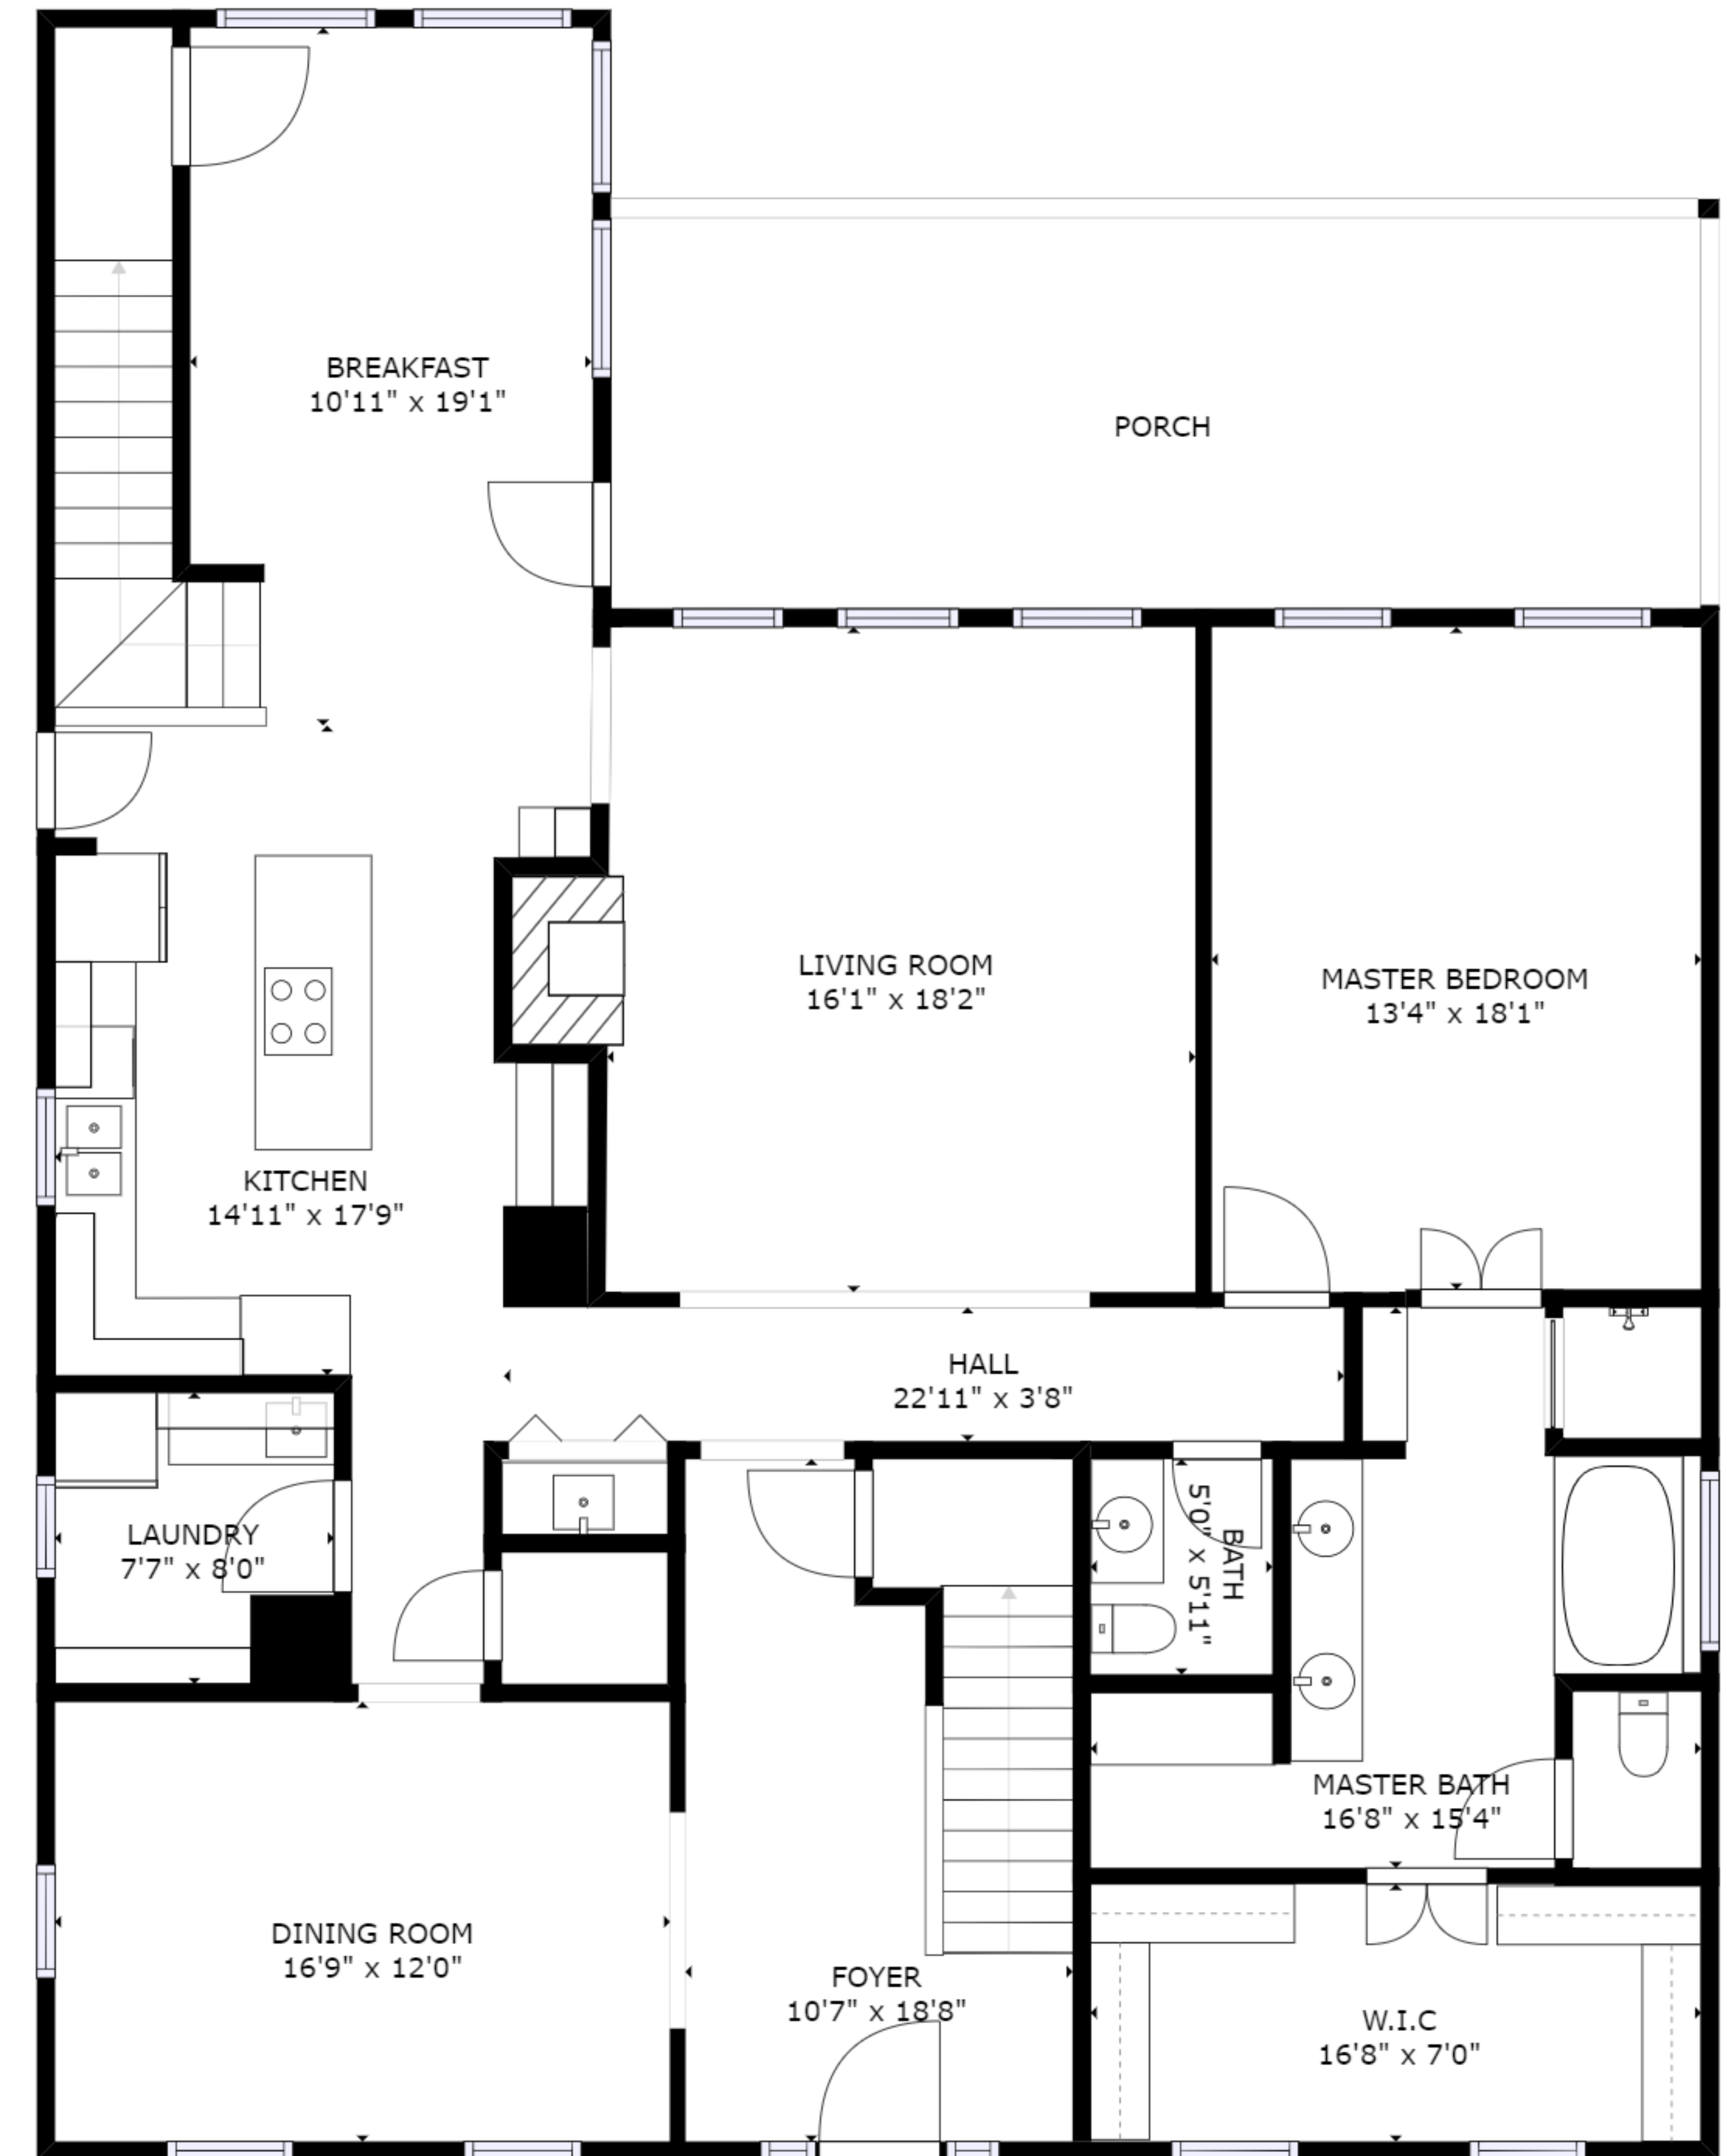 BREAKFAST
10'11" x 19'1"
PORCH
LIVING ROOM
16'1" x 18'2"
MASTER BEDROOM
13'4" x 18'1"
KITCHEN
14'11" x 17'9"
HALL
22'11" x 3'8"
LAUNDRY
7'7" x 8'0"
BATH
5'0" x 5'11"
MASTER BATH
16'8" x 15'4"
DINING ROOM
16'9" x 12'0"
FOYER
10'7" x 18'8"
W.I.C
16'8" x 7'0"